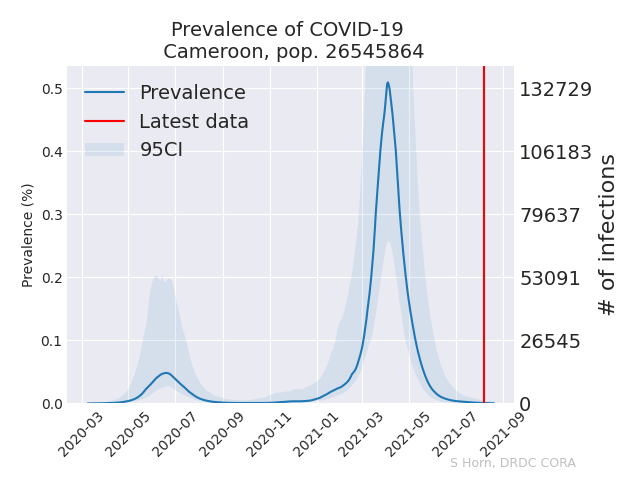 Prevalence of COVID-19
Cameroon, pop. 26545864
Prevalence
Latest data
95CI
Prevalence (%)
0.5
0.4
0.3
0.2
0.1
0.0
132729
106183
79637
53091
26545
0
# of infections
2020-03
2020-05
2020-07
2020-09
2020-11
2021-01
2021-03
2021-05
2021-07
2021-09
S Horn, DRDC CORA